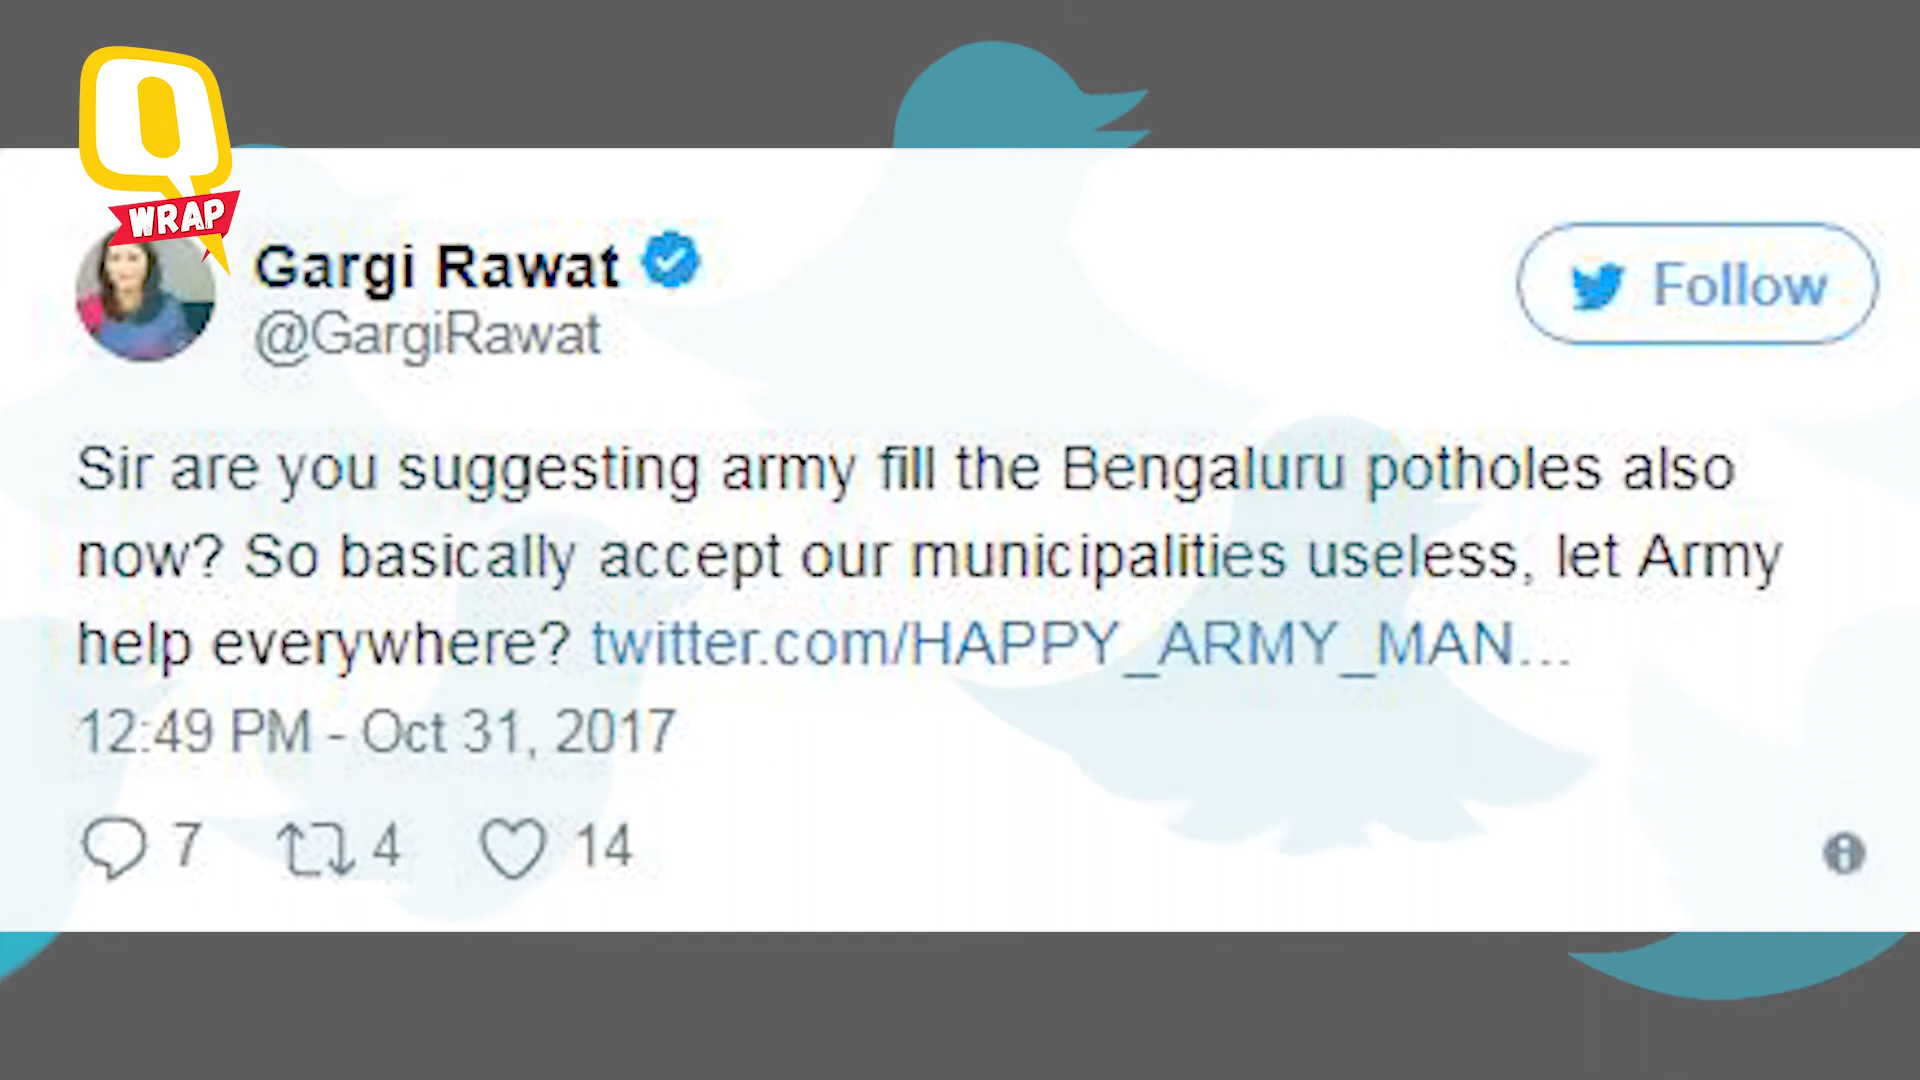 Q
WRAP
Gargi Rawat
@GargiRawat
Follow
Sir are you suggesting army fill the Bengaluru potholes also
now? So basically accept our municipalities useless, let Army
help everywhere? twitter.com/HAPPY_ARMY_MAN...
12:49 PM - Oct 31, 2017
7 4 14